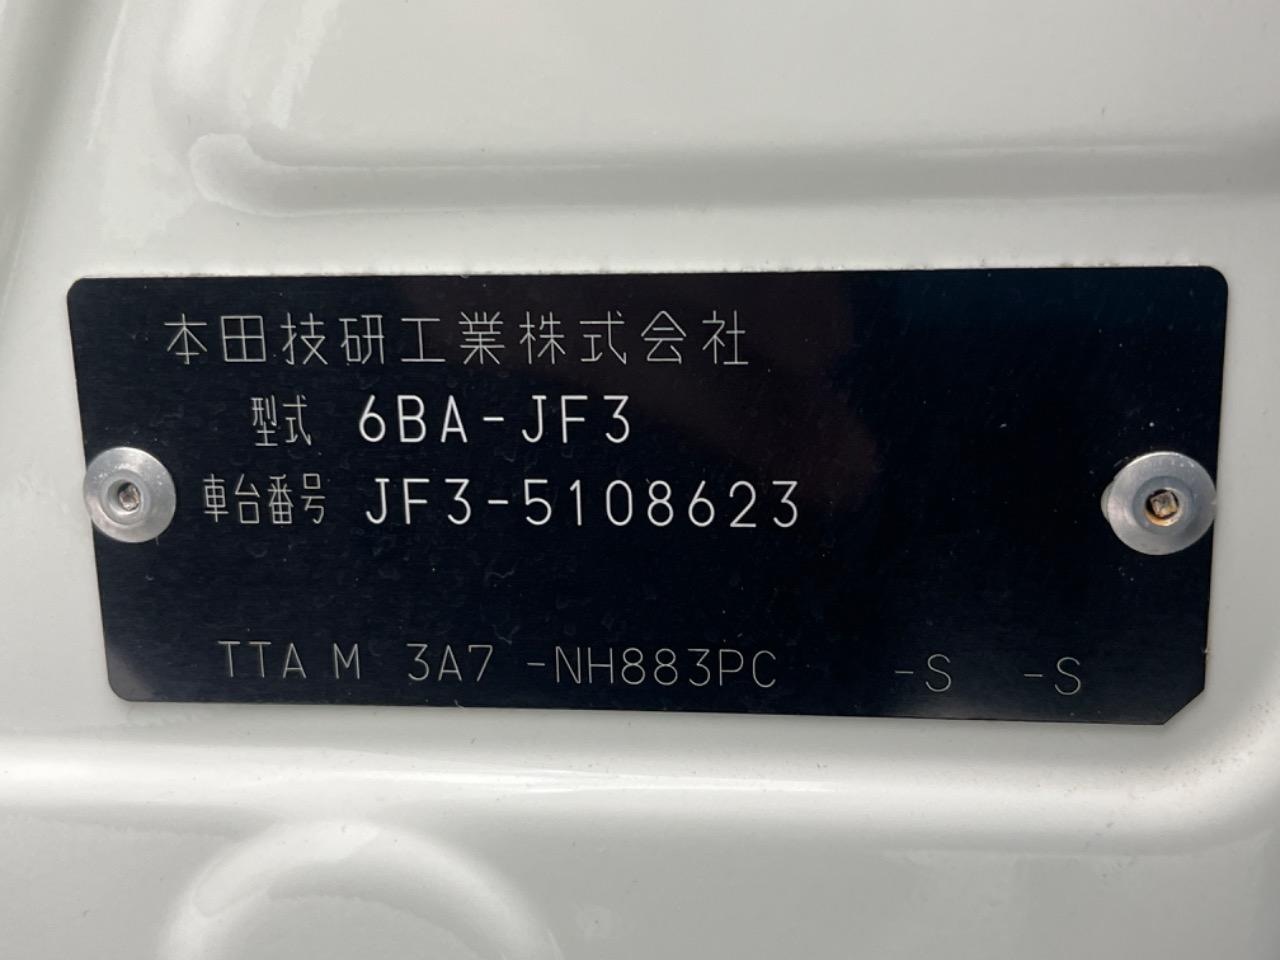 本田技研工業株式会社
型式 6BA-JF3
車台番号 JF3-5108623
TTA M 3A7 -NH883PC -S -S